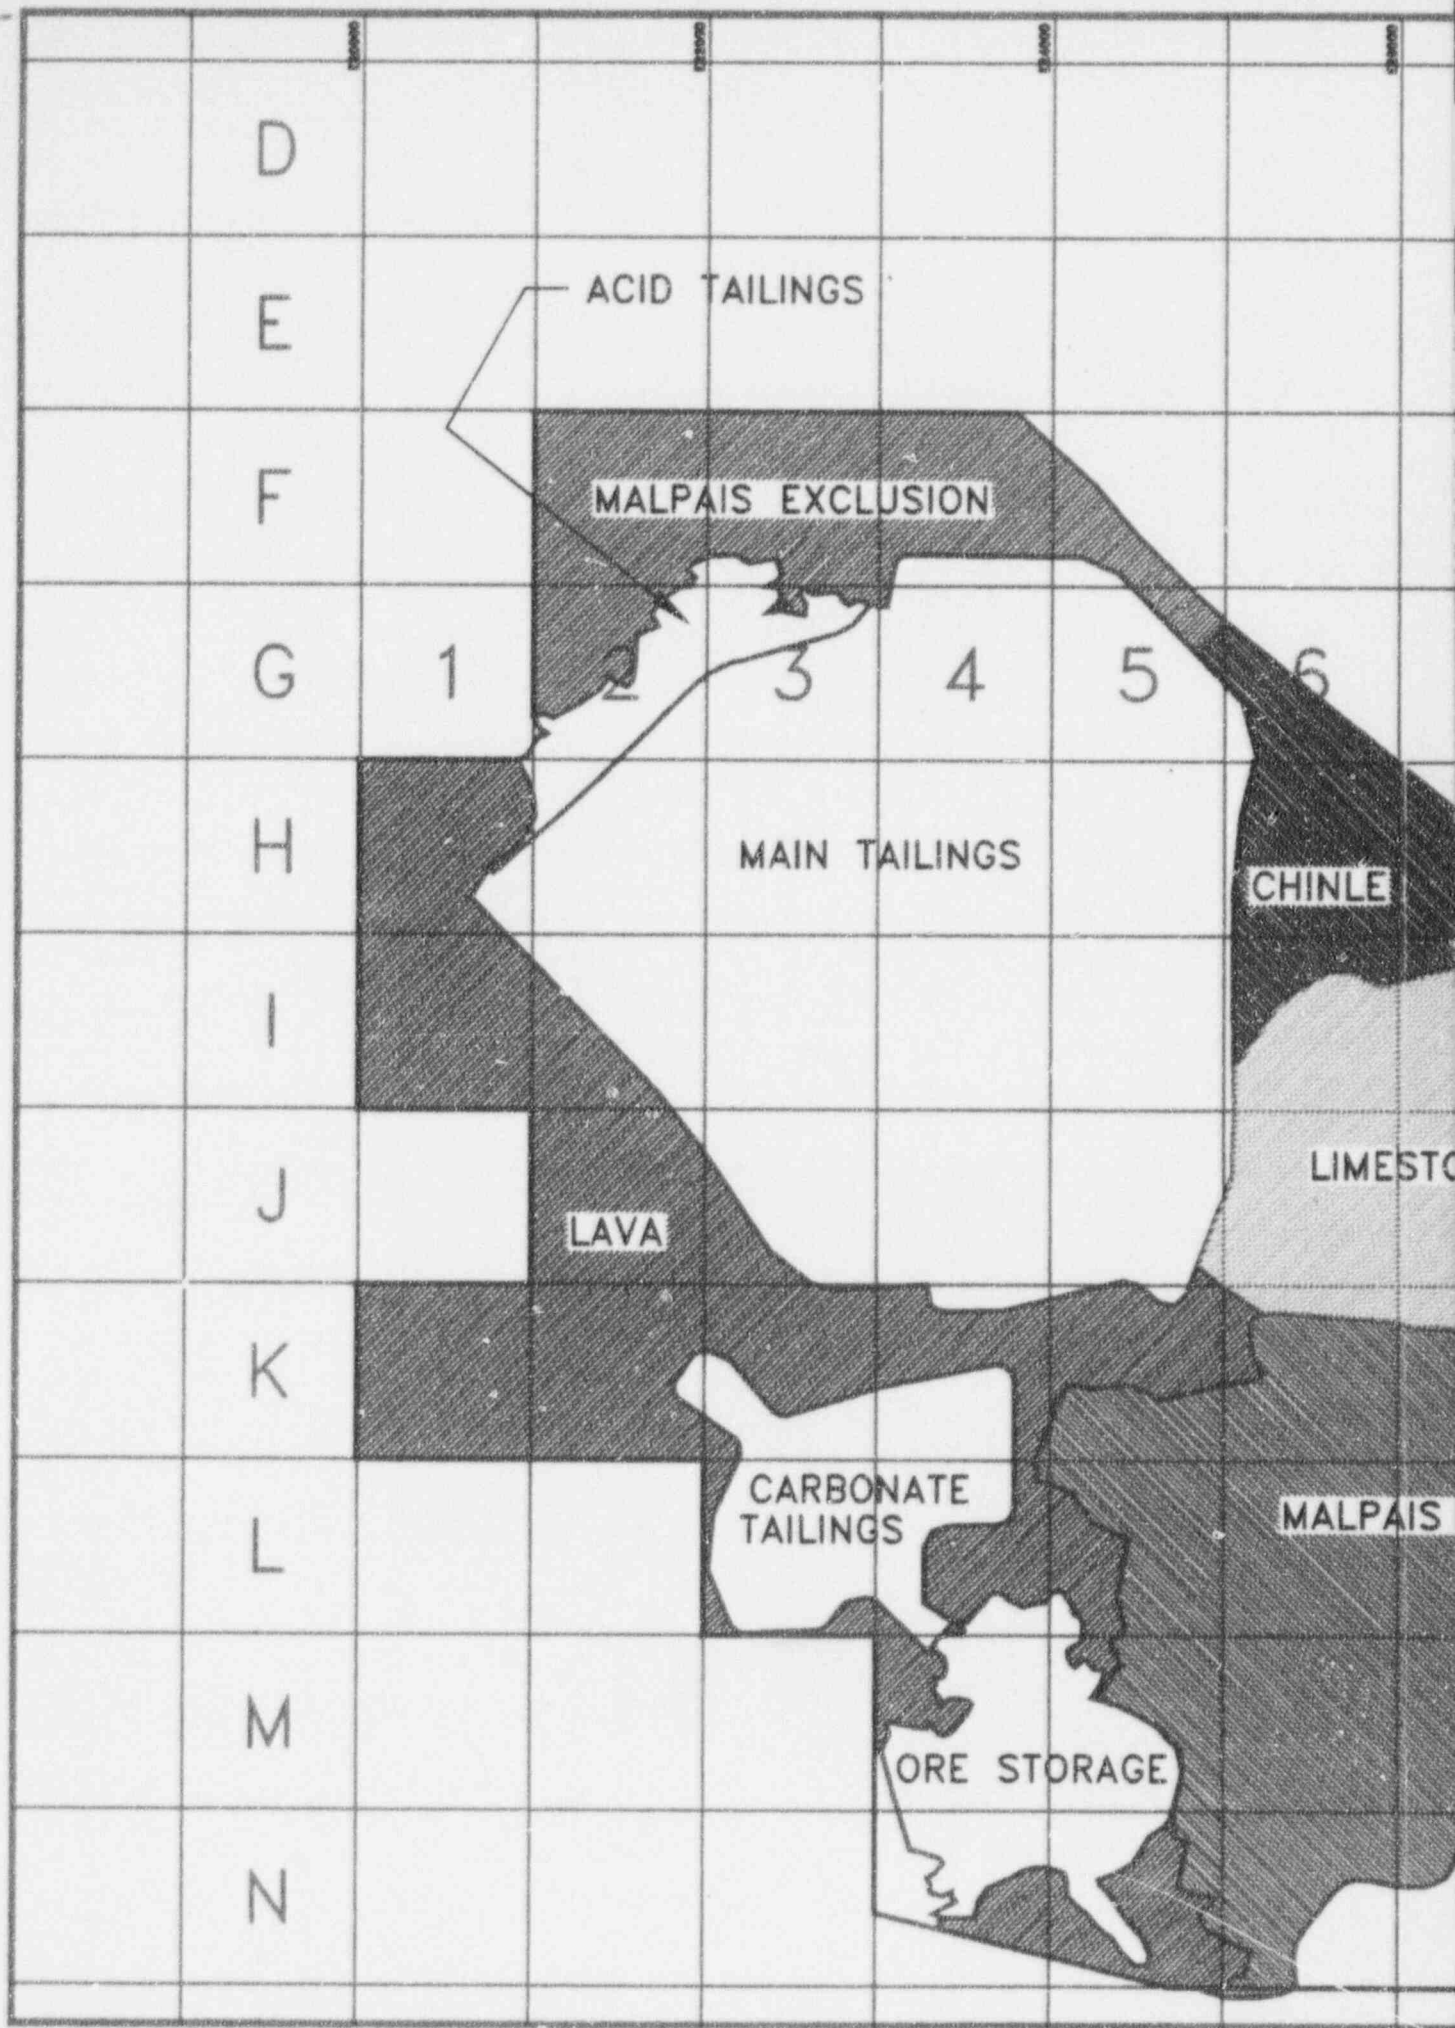 D
ACID TAILINGS
E
F
MALPAIS EXCLUSION
G
1
2
3
4
5
6
H
MAIN TAILINGS
CHINLE
I
J
LIMESTO
LAVA
K
CARBONATE
TAILINGS
L
MALPAIS
M
ORE STORAGE
N